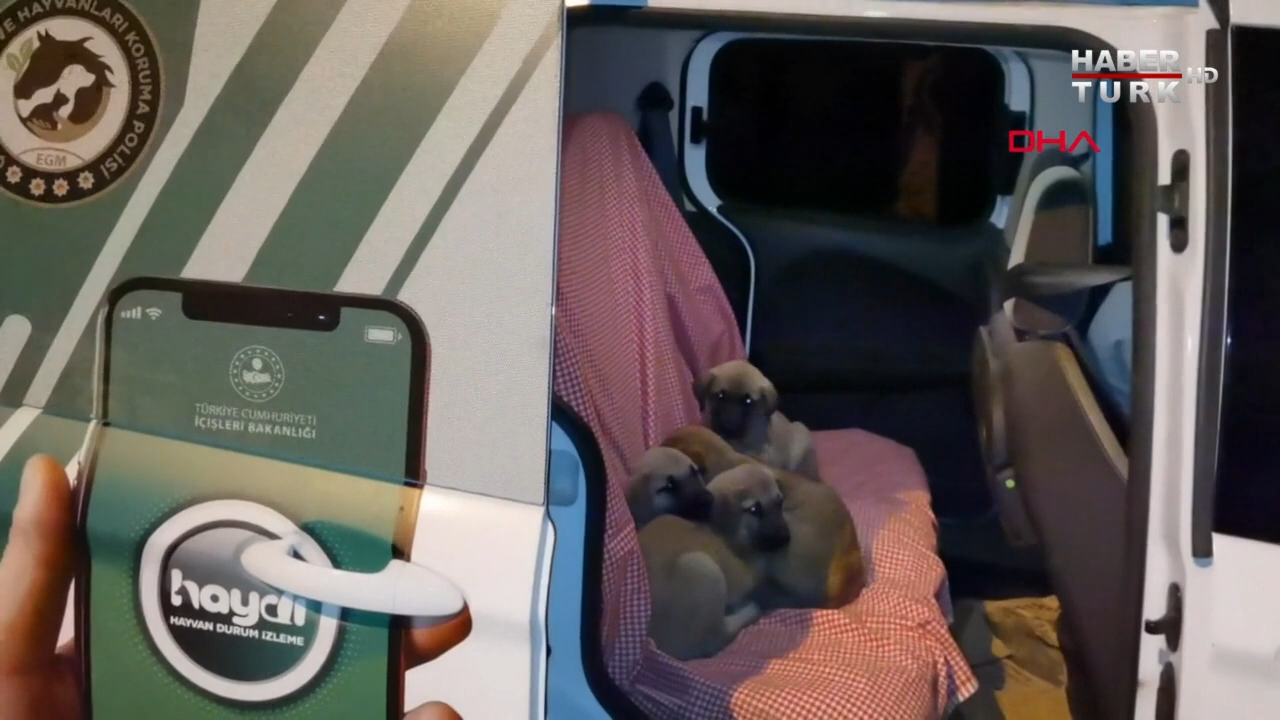 VE HAYVANLARI KORUMA POLİSİ
EGM
HABER
TURK HD
DHA
TÜRKİYE CUMHURİYETİ
İÇİŞLERİ BAKANLIĞI
haydi
HAYVAN DURUM İZLEME